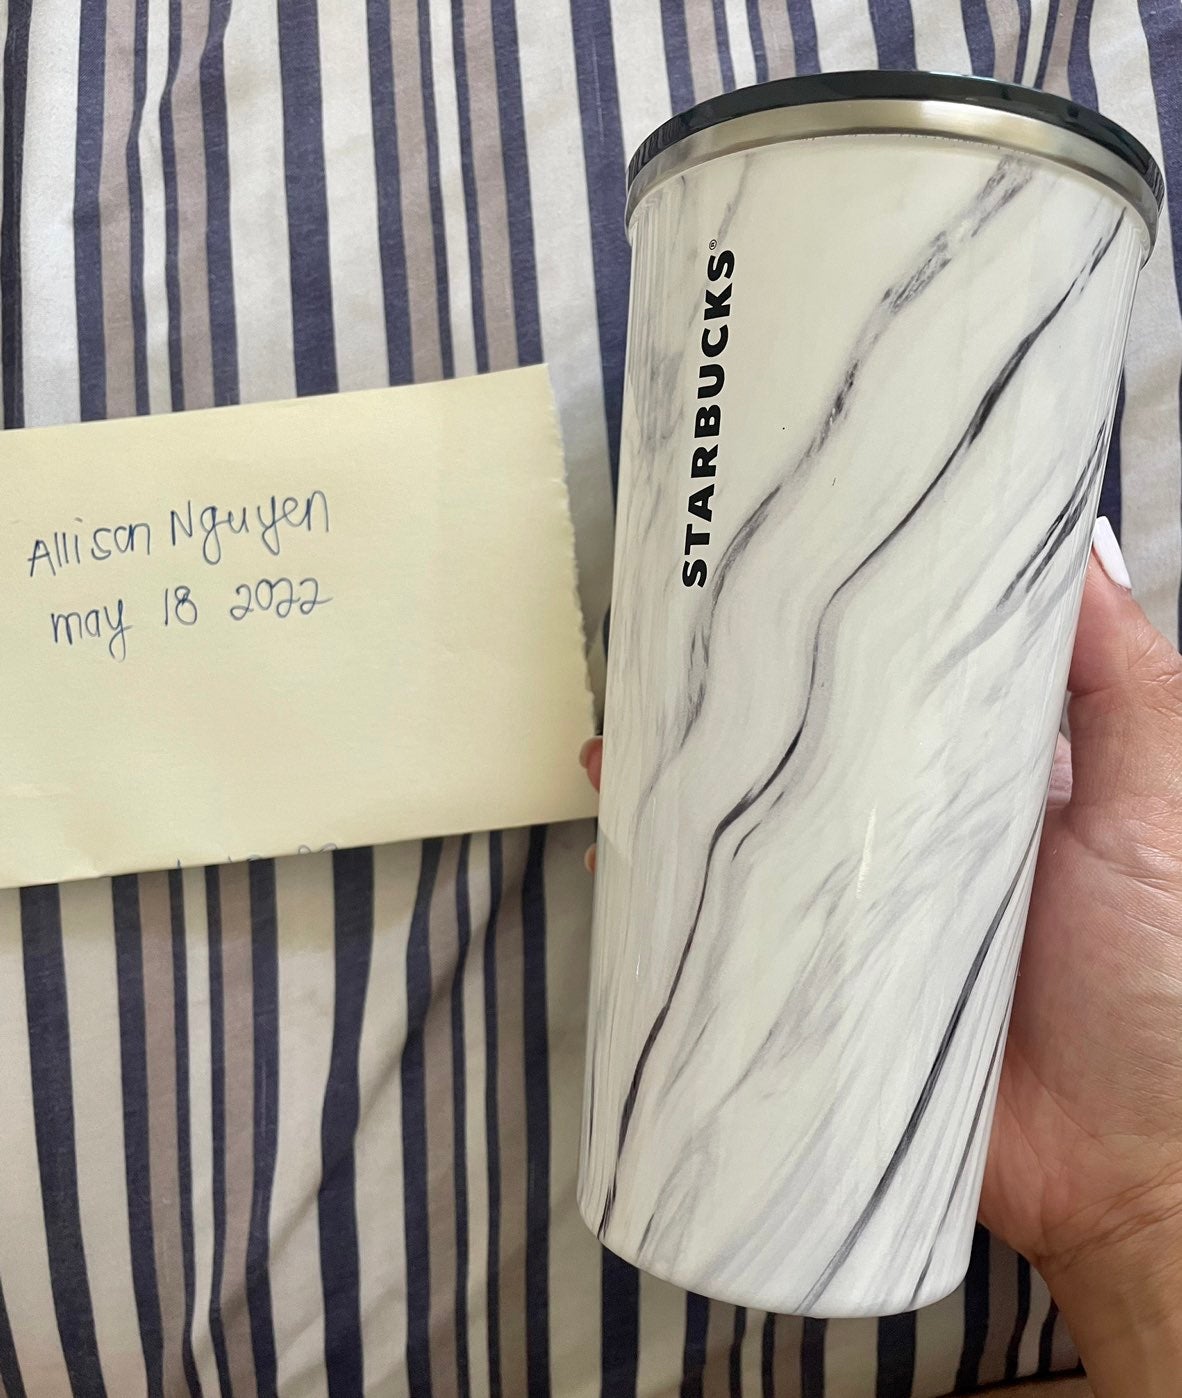 Allison Nguyen
may 18 2022
STARBUCKS®